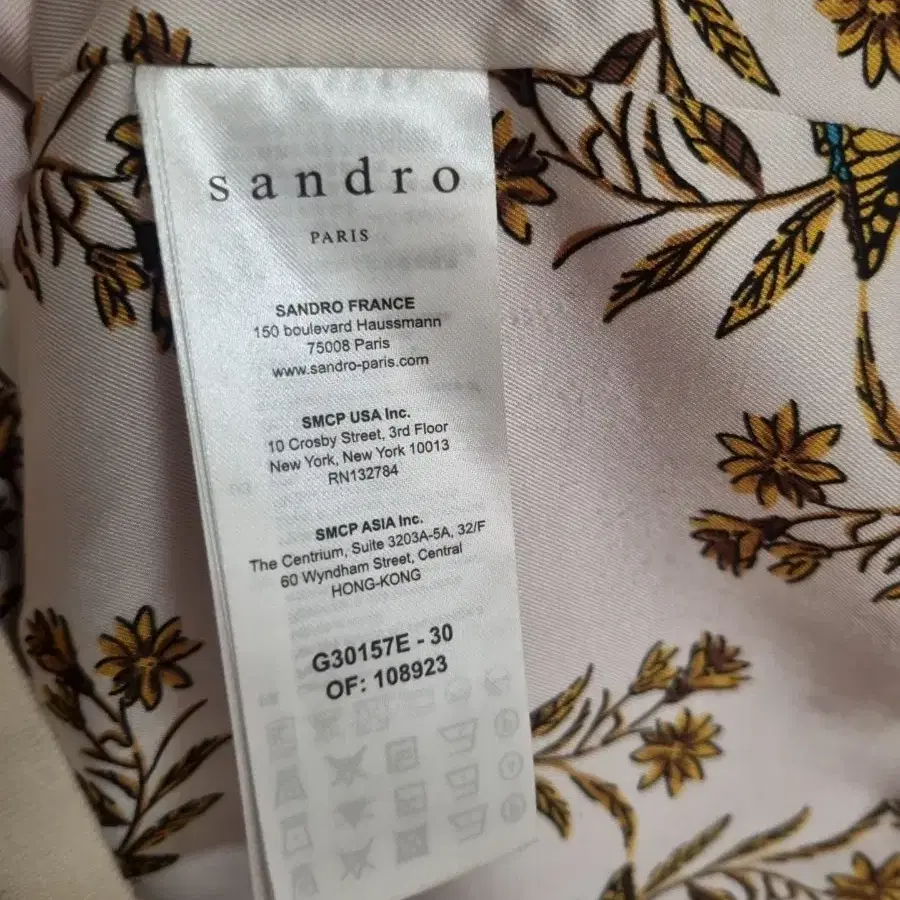 sandro
PARIS
SANDRO FRANCE
150 boulevard Haussmann
75008 Paris
www.sandro-paris.com
SMCP USA Inc.
10 Crosby Street, 3rd Floor
New York, New York 10013
RN132784
SMCP ASIA Inc.
The Centrium, Suite 3203A-5A, 32/F
60 Wyndham Street, Central
HONG-KONG
G30157E - 30
OF: 108923